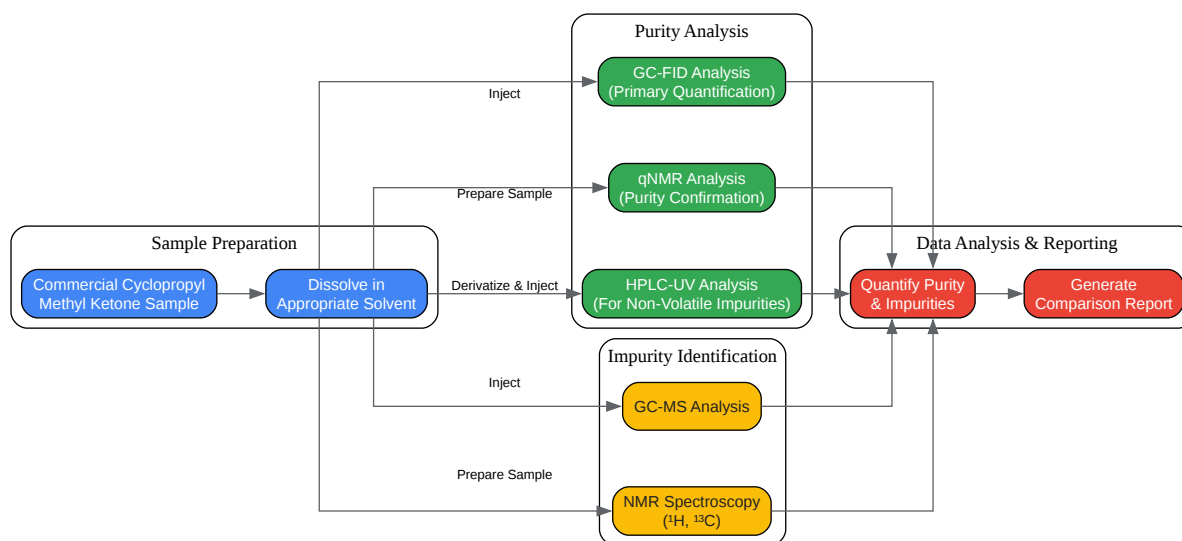 Purity Analysis
GC-FID Analysis
(Primary Quantification)
Inject
qNMR Analysis
(Purity Confirmation)
Prepare Sample
Sample Preparation
Commercial Cyclopropyl
Methyl Ketone Sample
Dissolve in
Appropriate Solvent
Derivatize & Inject
HPLC-UV Analysis
(For Non-Volatile Impurities)
Data Analysis & Reporting
Quantify Purity
& Impurities
Generate
Comparison Report
Impurity Identification
Inject
GC-MS Analysis
Prepare Sample
NMR Spectroscopy
(¹H, ¹³C)